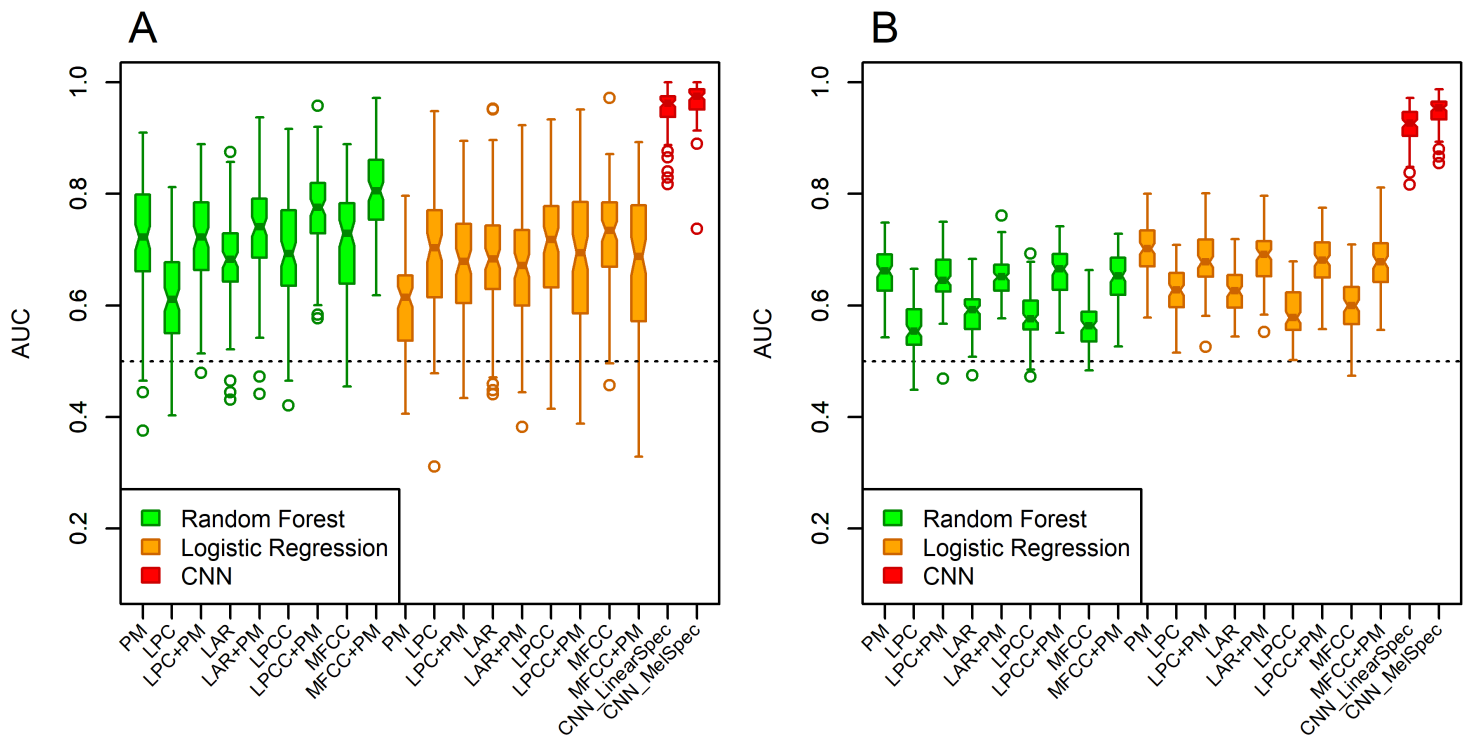 A
1.0
0.8
0.6
0.4
0.2
AUC
Random Forest
Logistic Regression
CNN
PM
LPC
LPC+PM
LAR
LAR+PM
LPCC
LPCC+PM
MFCC
MFCC+PM
PM
LPC
LPC+PM
LAR
LAR+PM
LPCC
LPCC+PM
MFCC
MFCC+PM
CNN_LinearSpec
CNN_MelSpec
B
1.0
0.8
0.6
0.4
0.2
AUC
Random Forest
Logistic Regression
CNN
PM
LPC
LPC+PM
LAR
LAR+PM
LPCC
LPCC+PM
MFCC
MFCC+PM
PM
LPC
LPC+PM
LAR
LAR+PM
LPCC
LPCC+PM
MFCC
MFCC+PM
CNN_LinearSpec
CNN_MelSpec